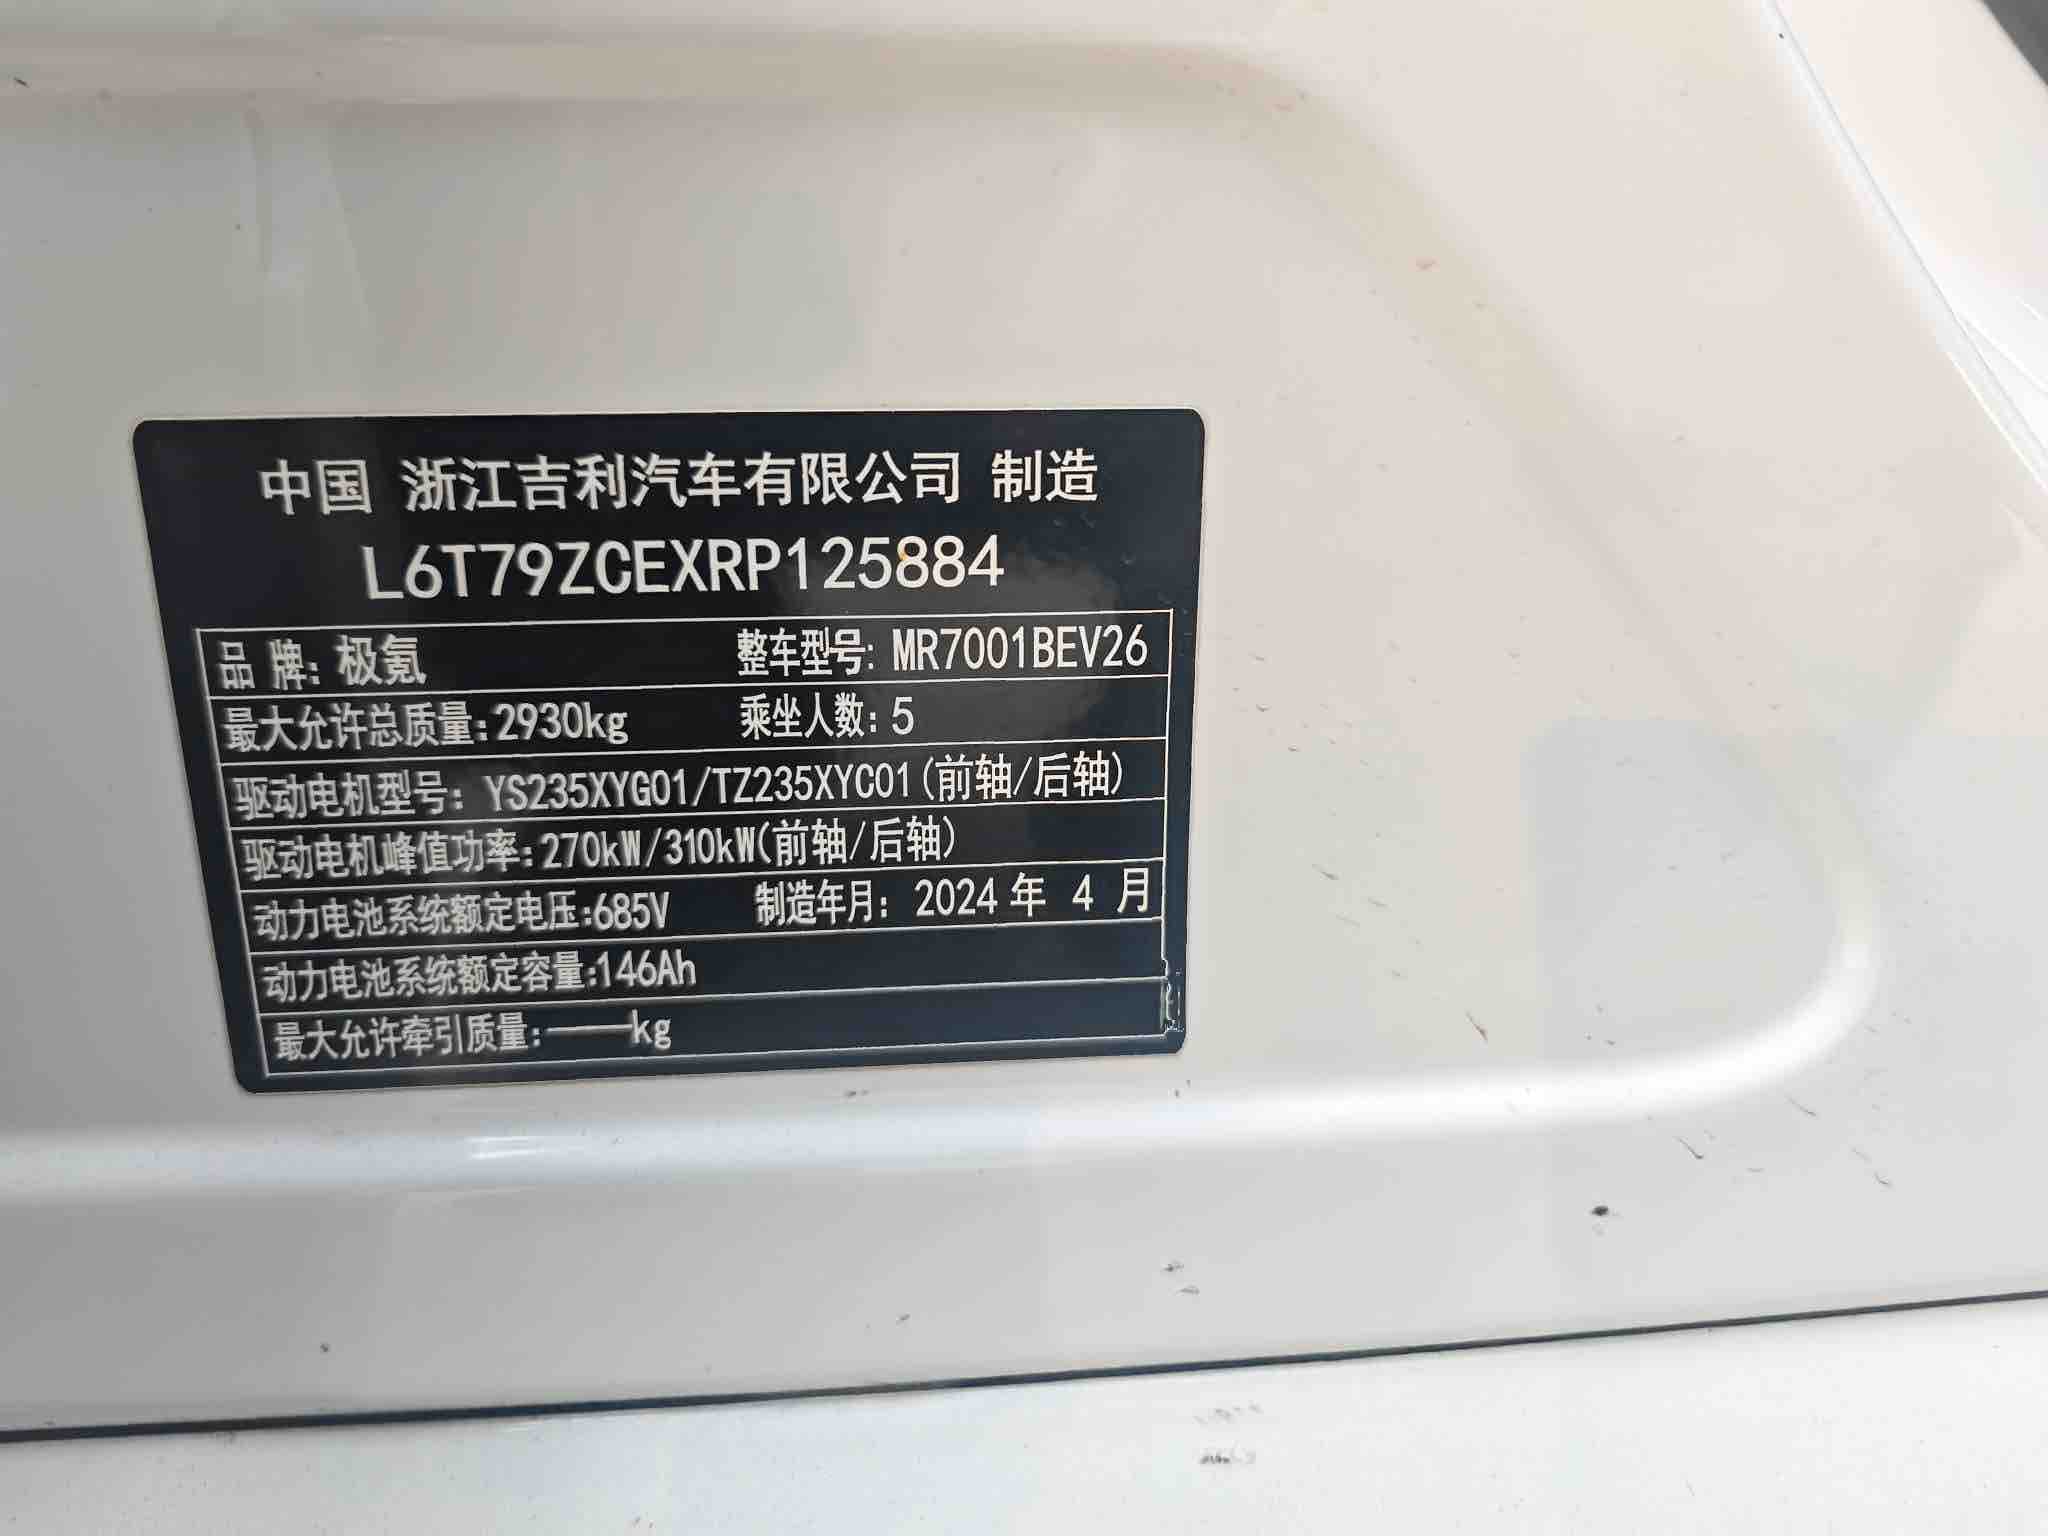 中国 浙江吉利汽车有限公司 制造
L6T79ZCEXRP125884
品 牌: 极氪 整车型号: MR7001BEV26
最大允许总质量:2930kg 乘坐人数: 5
驱动电机型号: YS235XYG01/TZ235XYC01(前轴/后轴)
驱动电机峰值功率:270kW/310kW(前轴/后轴)
动力电池系统额定电压:685V 制造年月: 2024 年 4 月
动力电池系统额定容量:146Ah
最大允许牵引质量:——kg